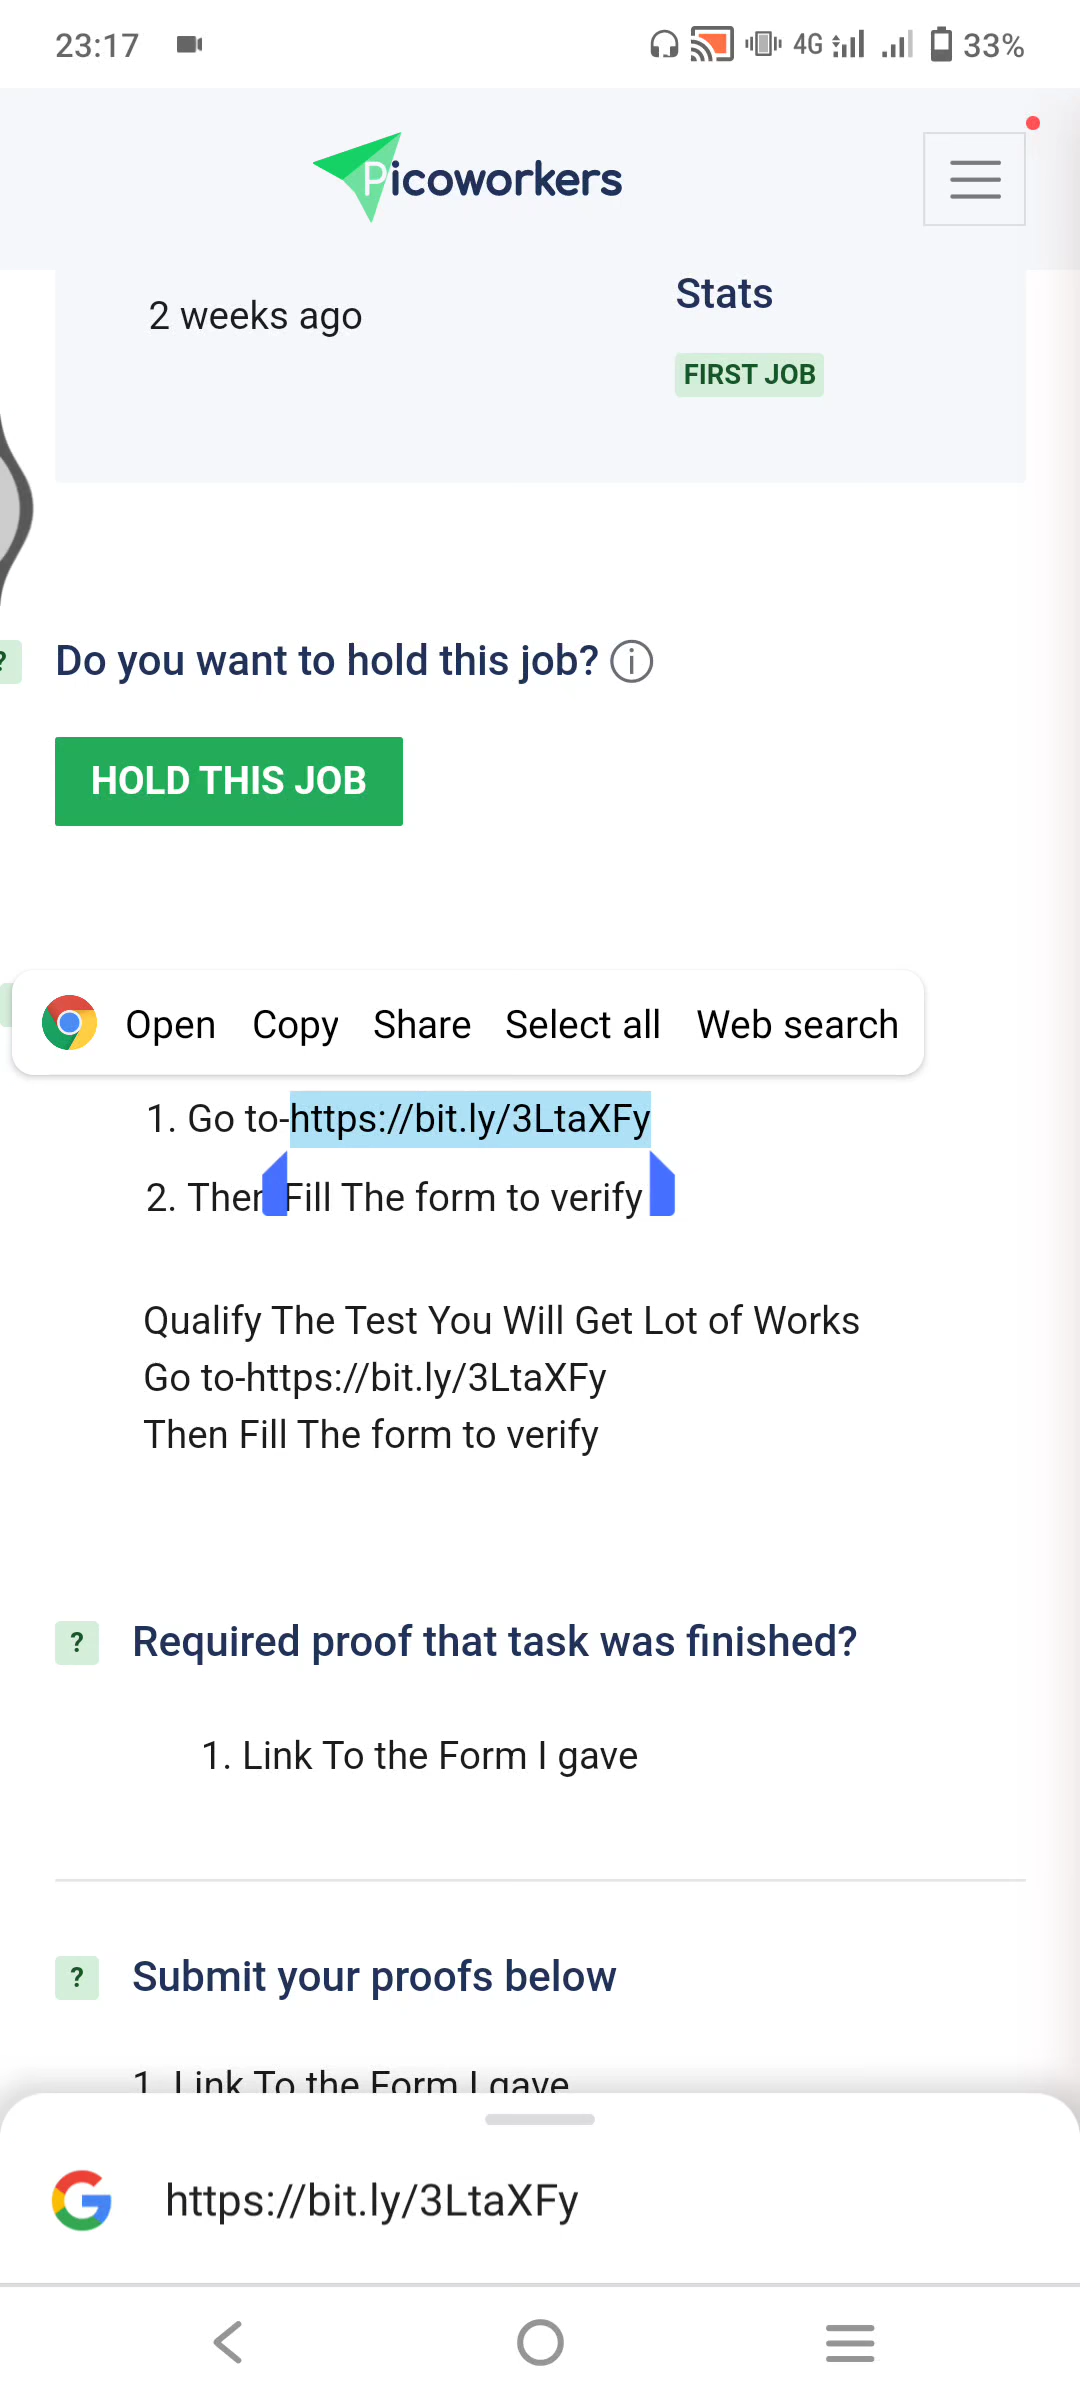 23:17
4G
33%
Picoworkers
2 weeks ago
Stats
FIRST JOB
? Do you want to hold this job?
HOLD THIS JOB
Open Copy Share Select all Web search
1. Go to-https://bit.ly/3LtaXFy
2. Then Fill The form to verify
Qualify The Test You Will Get Lot of Works
Go to-https://bit.ly/3LtaXFy
Then Fill The form to verify
? Required proof that task was finished?
1. Link To the Form I gave
? Submit your proofs below
1. Link To the Form I gave
https://bit.ly/3LtaXFy